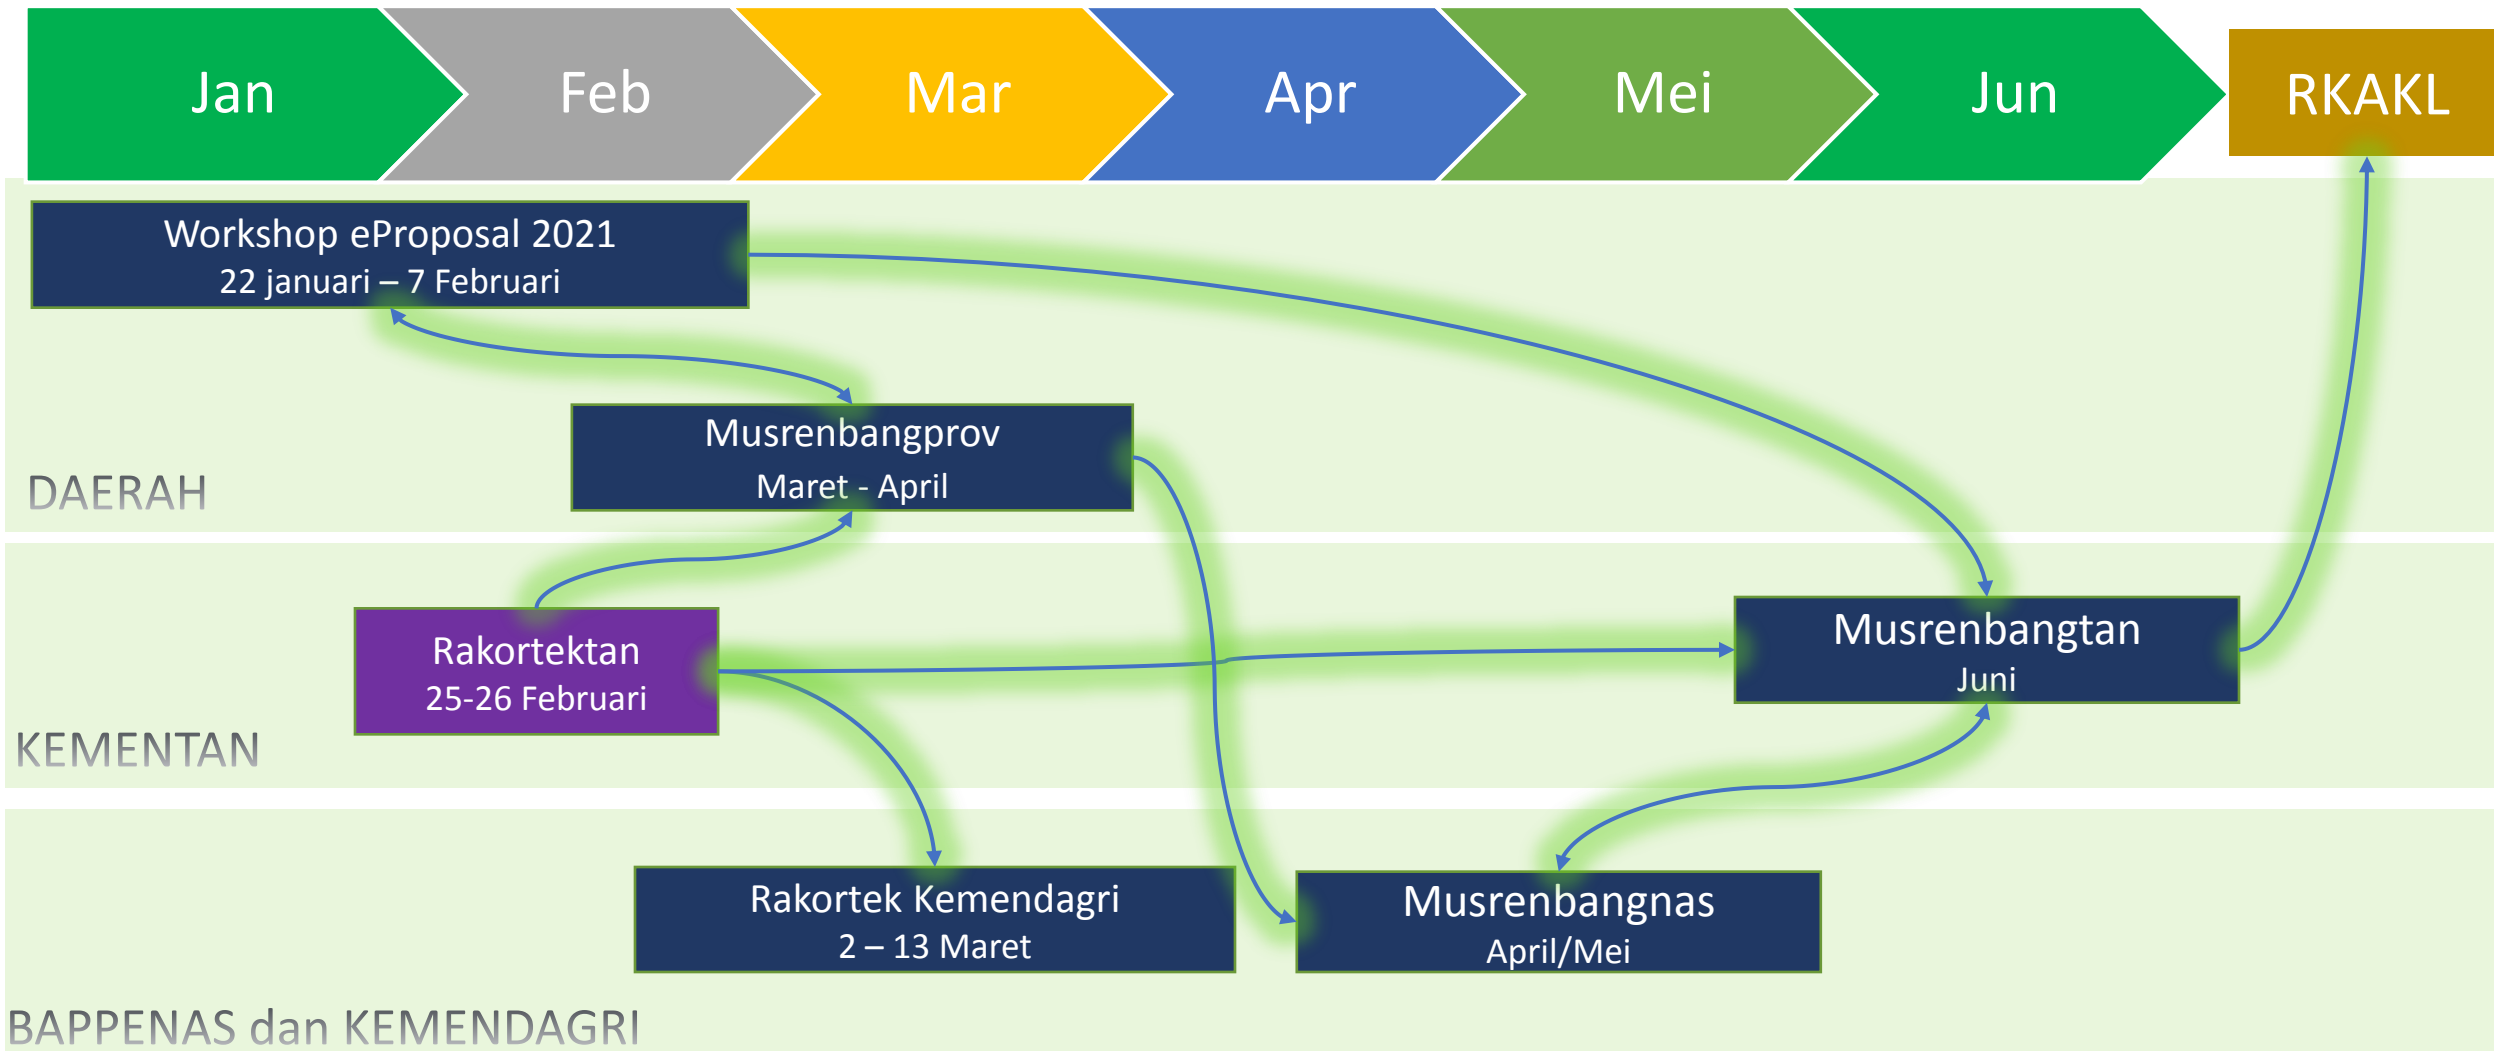 Jan
Feb
Mar
Apr
Mei
Jun
RKAKL
Workshop eProposal 2021
22 januari – 7 Februari
Musrenbangprov
Maret - April
DAERAH
Rakortektan
25-26 Februari
Musrenbangtan
Juni
KEMENTAN
Rakortek Kemendagri
2 – 13 Maret
Musrenbangnas
April/Mei
BAPPENAS dan KEMENDAGRI